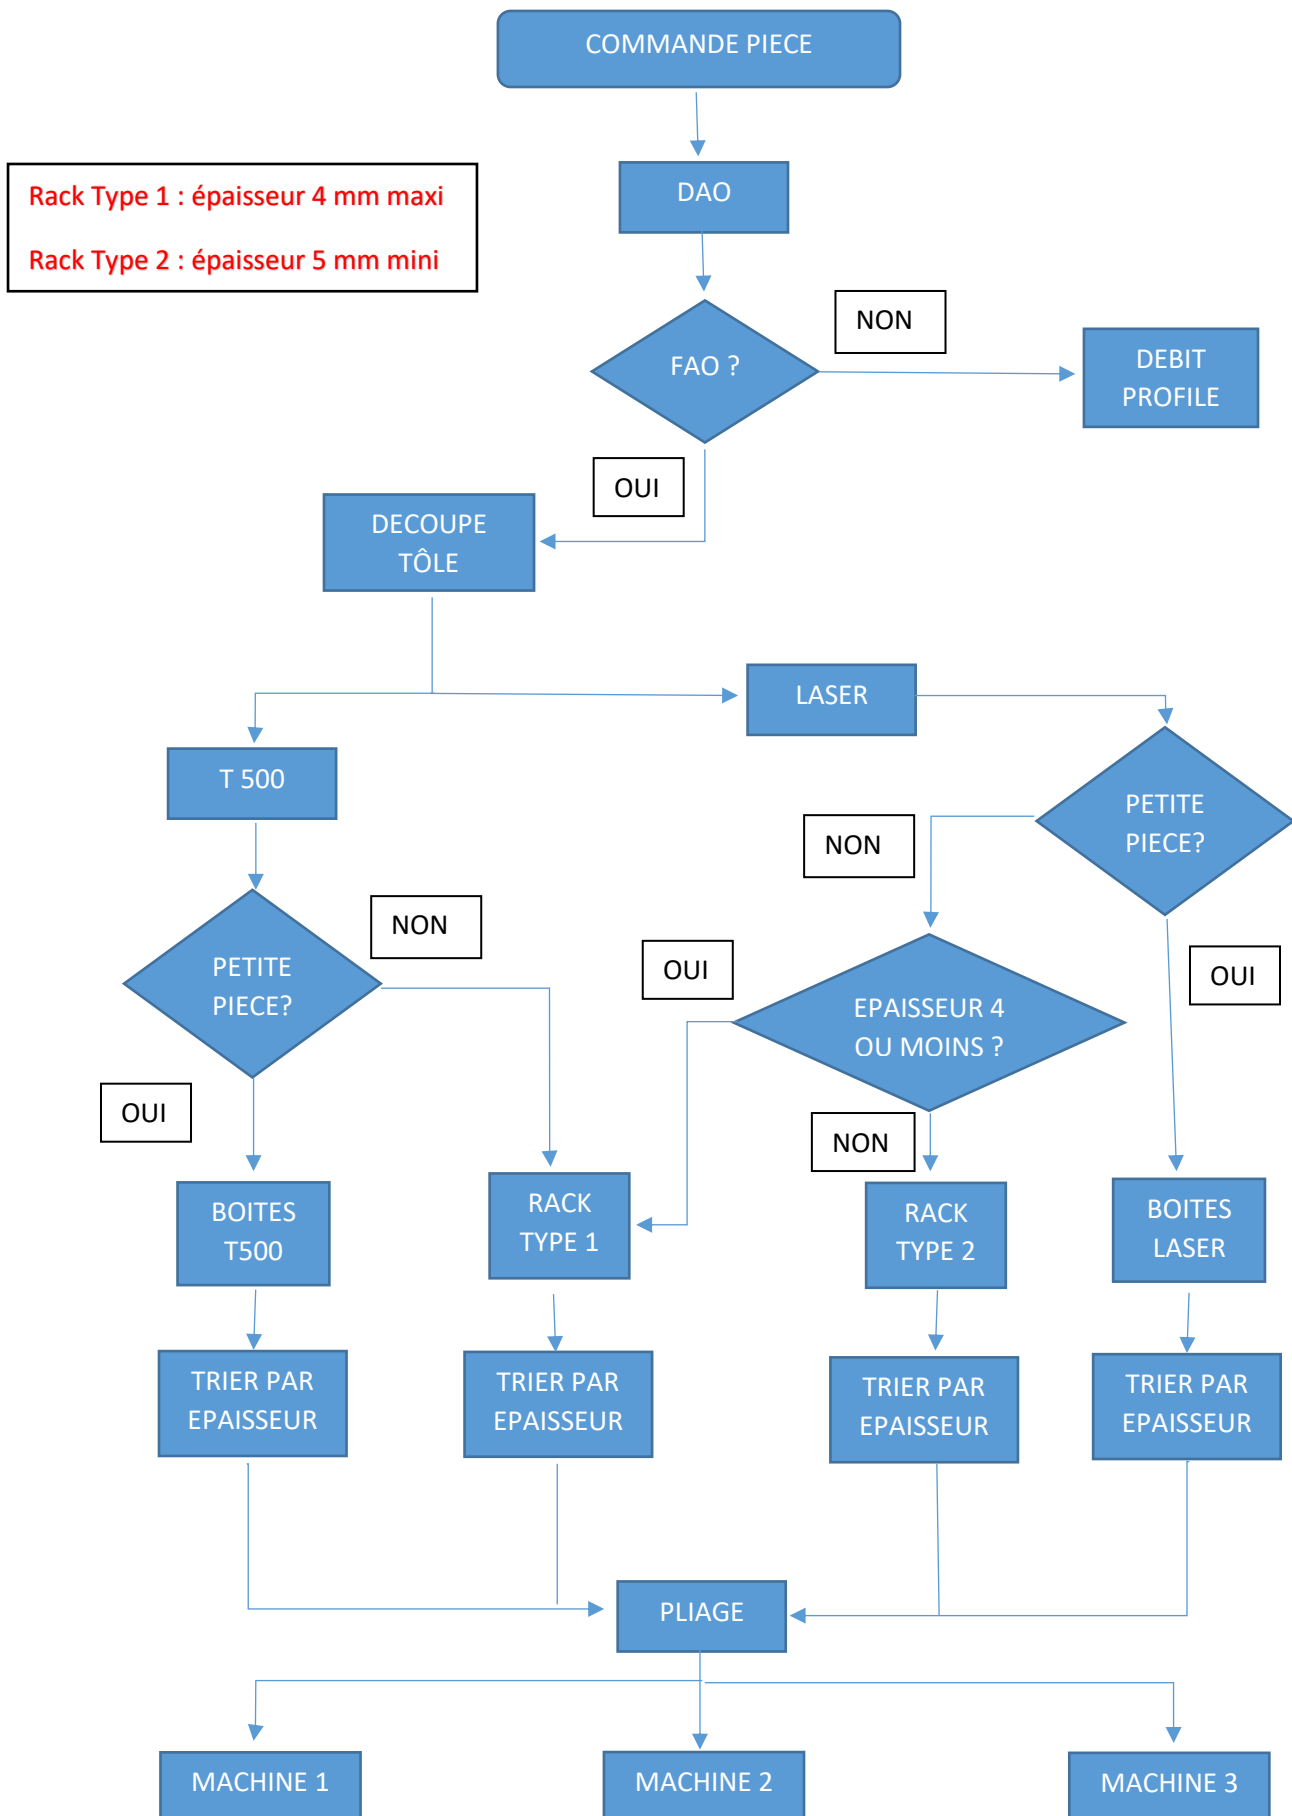 COMMANDE PIECE
Rack Type 1 : épaisseur 4 mm maxi
Rack Type 2 : épaisseur 5 mm mini
DAO
FAO ?
NON
DEBIT
PROFILE
OUI
DECOUPE
TÔLE
LASER
T 500
PETITE
PIECE?
NON
NON
PETITE
PIECE?
OUI
EPAISSEUR 4
OU MOINS ?
OUI
OUI
NON
BOITES
T500
RACK
TYPE 1
RACK
TYPE 2
BOITES
LASER
TRIER PAR
EPAISSEUR
TRIER PAR
EPAISSEUR
TRIER PAR
EPAISSEUR
TRIER PAR
EPAISSEUR
PLIAGE
MACHINE 1
MACHINE 2
MACHINE 3